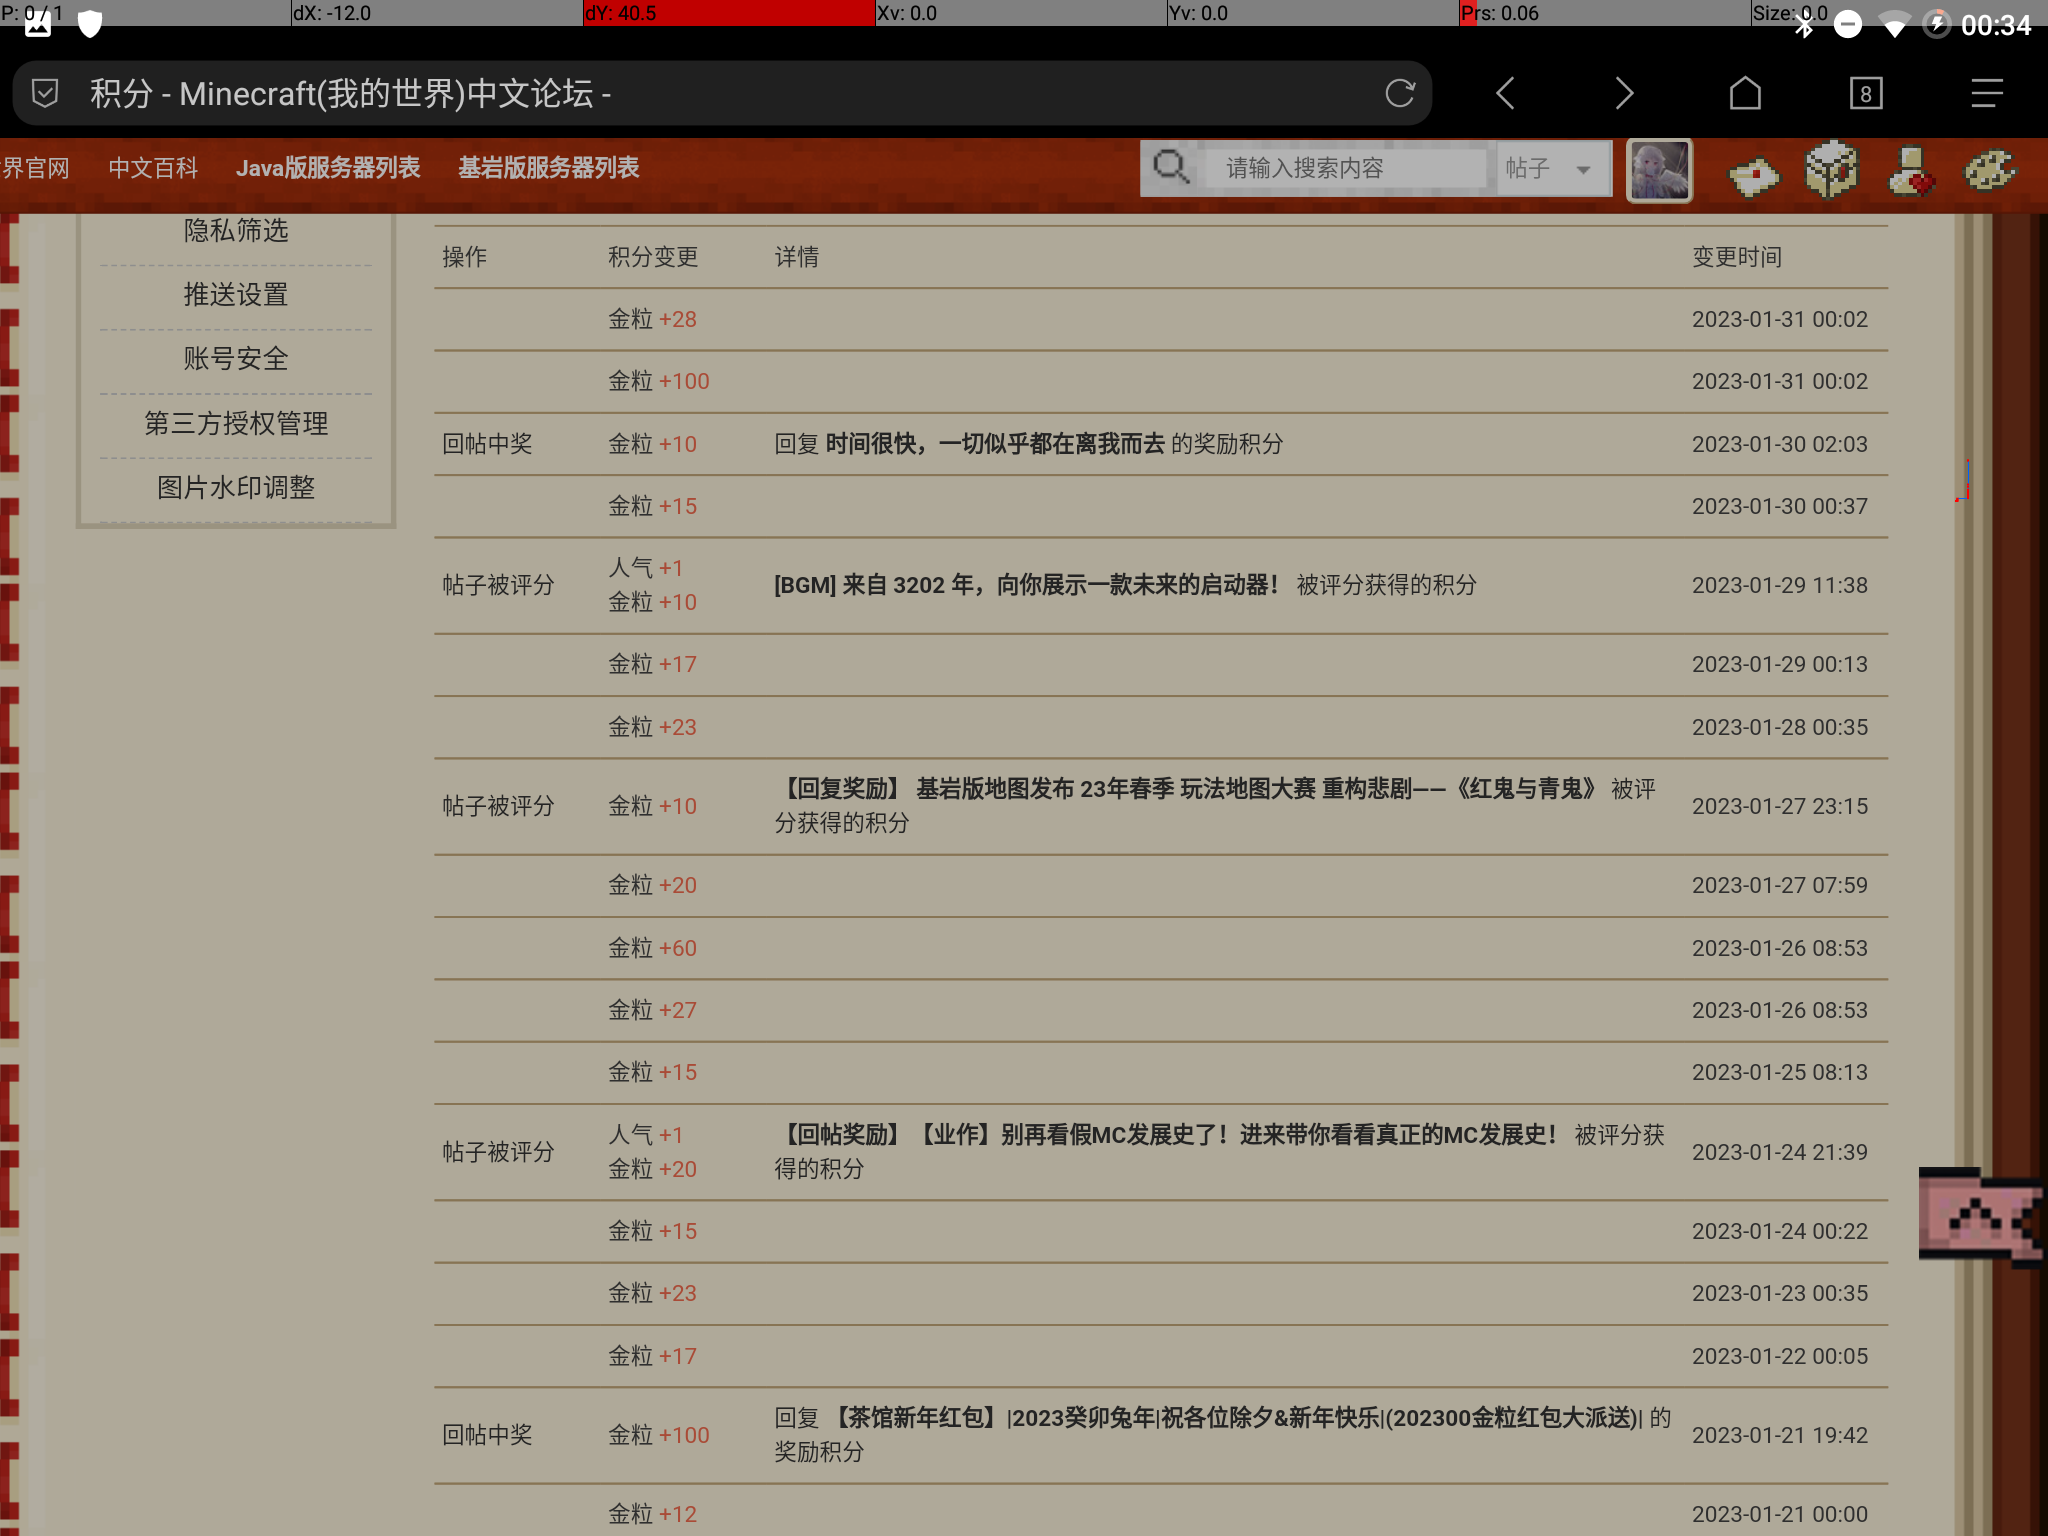 P: 0 / 1 dX: -12.0 dY: 40.5 Xv: 0.0 Yv: 0.0 Prs: 0.06 Size: 0.0
00:34
积分 - Minecraft(我的世界)中文论坛 -
8
界官网 中文百科 Java版服务器列表 基岩版服务器列表 请输入搜索内容 帖子
隐私筛选
推送设置
账号安全
第三方授权管理
图片水印调整
操作 积分变更 详情 变更时间
金粒 +28 2023-01-31 00:02
金粒 +100 2023-01-31 00:02
回帖中奖 金粒 +10 回复 时间很快，一切似乎都在离我而去 的奖励积分 2023-01-30 02:03
金粒 +15 2023-01-30 00:37
帖子被评分 人气 +1
金粒 +10 [BGM] 来自 3202 年，向你展示一款未来的启动器！ 被评分获得的积分 2023-01-29 11:38
金粒 +17 2023-01-29 00:13
金粒 +23 2023-01-28 00:35
帖子被评分 金粒 +10 【回复奖励】 基岩版地图发布 23年春季 玩法地图大赛 重构悲剧——《红鬼与青鬼》 被评
分获得的积分 2023-01-27 23:15
金粒 +20 2023-01-27 07:59
金粒 +60 2023-01-26 08:53
金粒 +27 2023-01-26 08:53
金粒 +15 2023-01-25 08:13
帖子被评分 人气 +1
金粒 +20 【回帖奖励】【业作】别再看假MC发展史了！进来带你看看真正的MC发展史！ 被评分获
得的积分 2023-01-24 21:39
金粒 +15 2023-01-24 00:22
金粒 +23 2023-01-23 00:35
金粒 +17 2023-01-22 00:05
回帖中奖 金粒 +100 回复 【茶馆新年红包】|2023癸卯兔年|祝各位除夕&新年快乐|(202300金粒红包大派送)| 的
奖励积分 2023-01-21 19:42
金粒 +12 2023-01-21 00:00